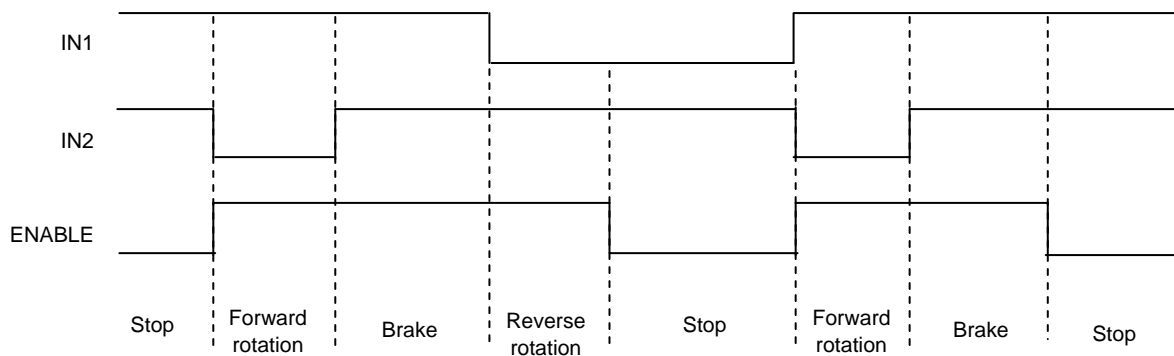 IN1
IN2
ENABLE
Stop
Forward
rotation
Brake
Reverse
rotation
Stop
Forward
rotation
Brake
Stop